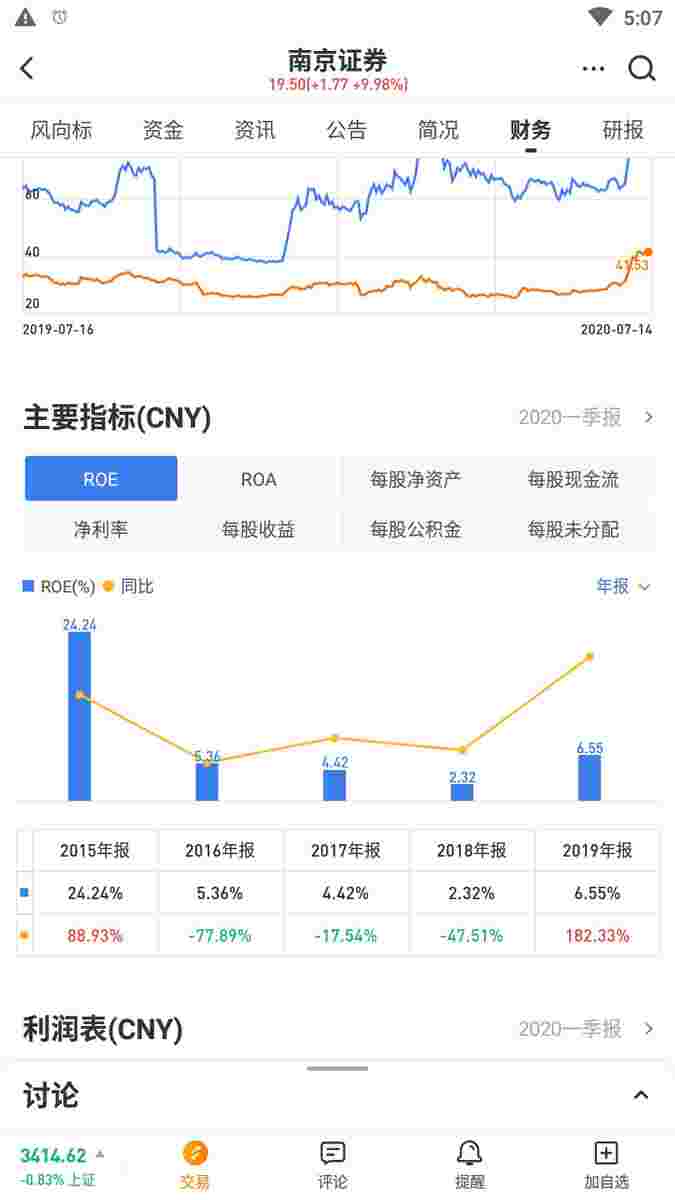 5:07
南京证券
19.50(+1.77 +9.98%)
风向标 资金 资讯 公告 简况 财务 研报
60
40
41.53
20
2019-07-16 2020-07-14
主要指标(CNY) 2020一季报
ROE ROA 每股净资产 每股现金流
净利率 每股收益 每股公积金 每股未分配
ROE(%) 同比 年报
24.24
5.36
4.42
2.32
6.55
2015年报 2016年报 2017年报 2018年报 2019年报
24.24% 5.36% 4.42% 2.32% 6.55%
88.93% -77.89% -17.54% -47.51% 182.33%
利润表(CNY) 2020一季报
讨论
3414.62
-0.83% 上证
交易 评论 提醒 加自选